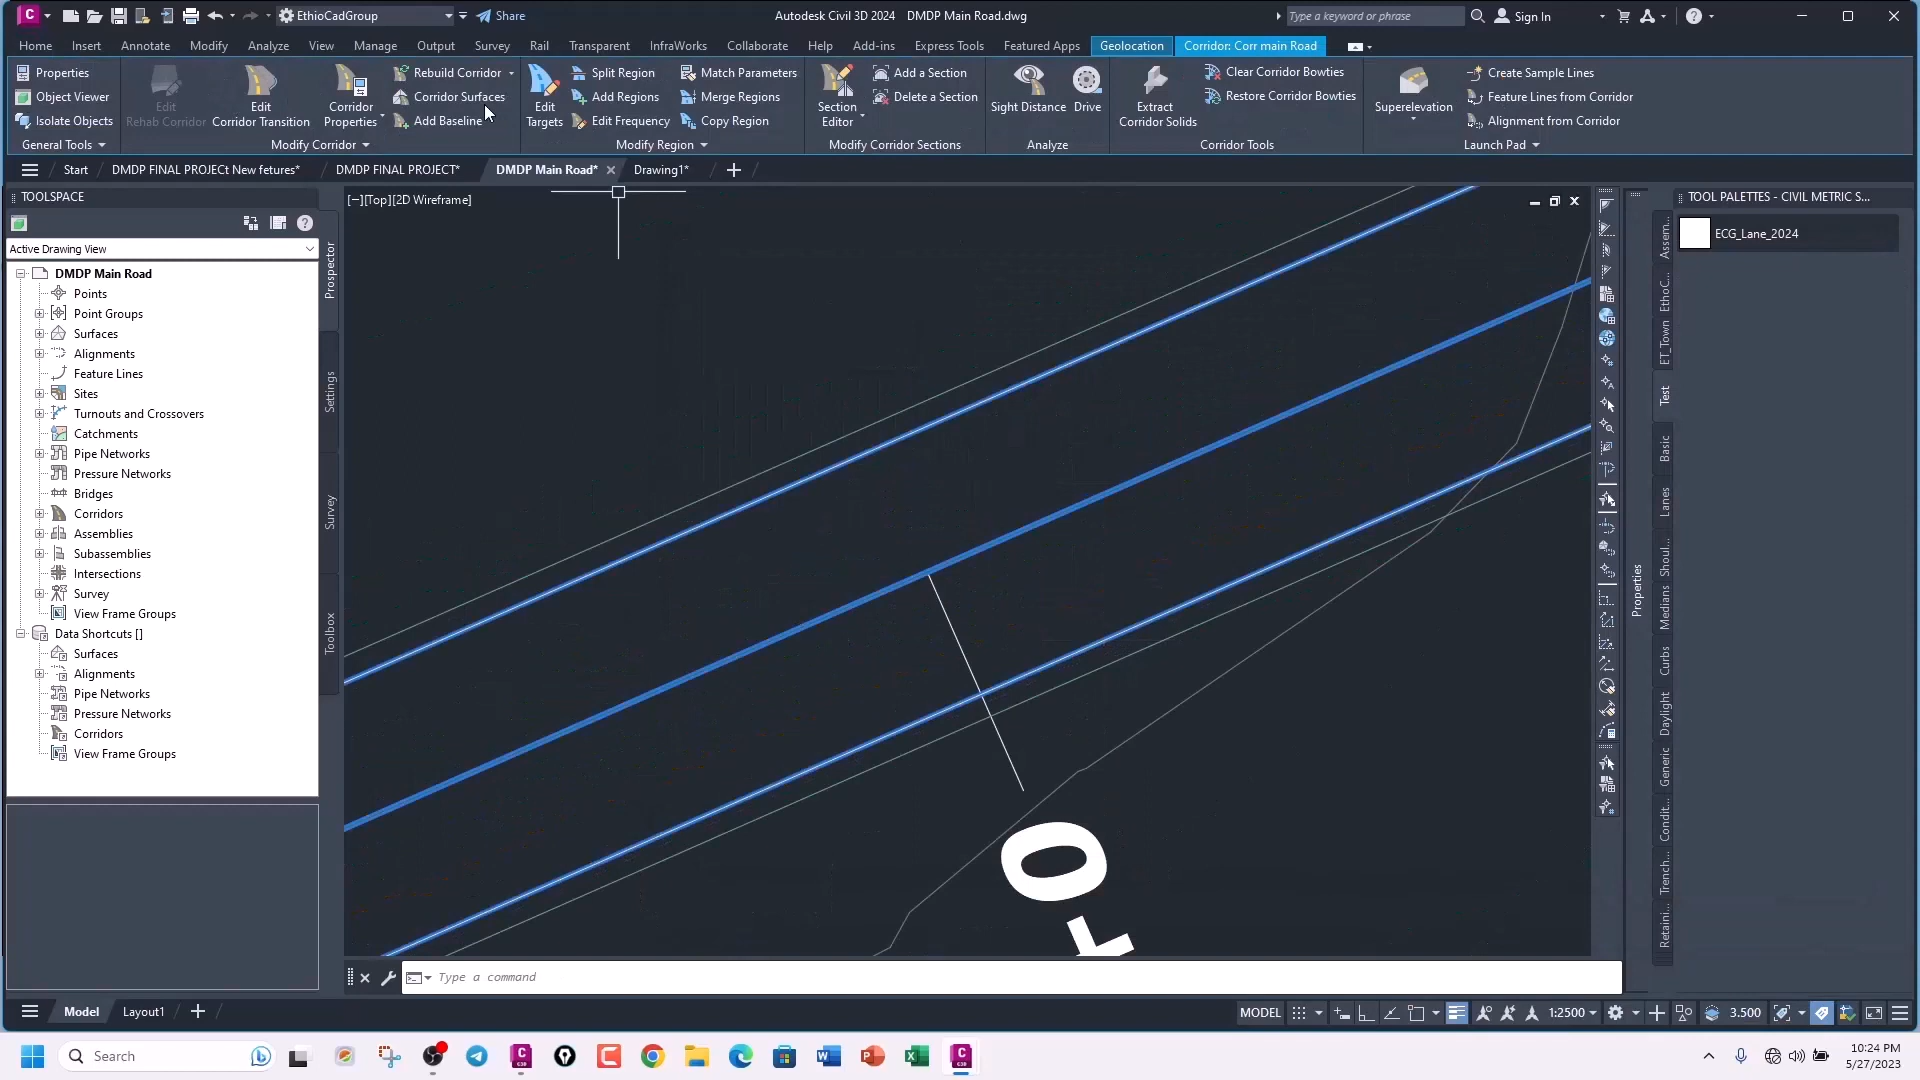 EthioCadGroup
Share
Autodesk Civil 3D 2024 DMDP Main Road.dwg
Type a keyword or phrase
Sign In
Home Insert Annotate Modify Analyze View Manage Output Survey Rail Transparent InfraWorks Collaborate Help Add-ins Express Tools Featured Apps Geolocation Corridor: Corr main Road
Properties
Object Viewer
Isolate Objects
General Tools
Edit
Rehab Corridor
Edit
Corridor Transition
Corridor
Properties
Rebuild Corridor
Corridor Surfaces
Add Baseline
Modify Corridor
Edit
Targets
Split Region
Add Regions
Edit Frequency
Match Parameters
Merge Regions
Copy Region
Modify Region
Section
Editor
Add a Section
Delete a Section
Modify Corridor Sections
Sight Distance
Drive
Analyze
Extract
Corridor Solids
Clear Corridor Bowties
Restore Corridor Bowties
Corridor Tools
Superelevation
Create Sample Lines
Feature Lines from Corridor
Alignment from Corridor
Launch Pad
Start DMDP FINAL PROJECt New fetures* DMDP FINAL PROJECT* DMDP Main Road* Drawing1*
TOOLSPACE
Active Drawing View
DMDP Main Road
Points
Point Groups
Surfaces
Alignments
Feature Lines
Sites
Turnouts and Crossovers
Catchments
Pipe Networks
Pressure Networks
Bridges
Corridors
Assemblies
Subassemblies
Intersections
Survey
View Frame Groups
Data Shortcuts []
Surfaces
Alignments
Pipe Networks
Pressure Networks
Corridors
View Frame Groups
Prospector
Settings
Survey
Toolbox
[−][Top][2D Wireframe]
0
Properties
TOOL PALETTES - CIVIL METRIC S...
ECG_Lane_2024
Assem...
EthoC...
ET_Town
Test
Basic
Lanes
Shoul...
Medians
Curbs
Daylight
Generic
Condit...
Trench...
Retaini...
Type a command
Model Layout1
MODEL
1:2500
3.500
Search
10:24 PM
5/27/2023